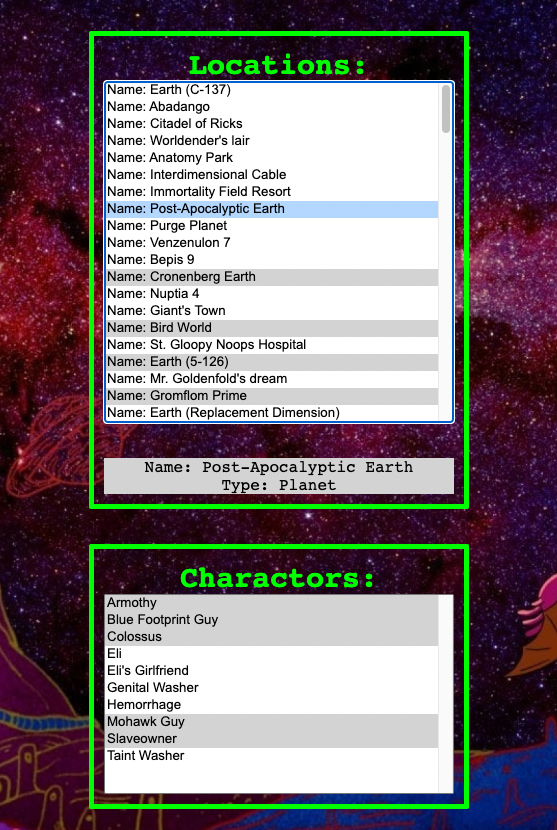 Locations:
Name: Earth (C-137)
Name: Abadango
Name: Citadel of Ricks
Name: Worldender's lair
Name: Anatomy Park
Name: Interdimensional Cable
Name: Immortality Field Resort
Name: Post-Apocalyptic Earth
Name: Purge Planet
Name: Venzenulon 7
Name: Bepis 9
Name: Cronenberg Earth
Name: Nuptia 4
Name: Giant's Town
Name: Bird World
Name: St. Gloopy Noops Hospital
Name: Earth (5-126)
Name: Mr. Goldenfold's dream
Name: Gromflom Prime
Name: Earth (Replacement Dimension)
Name: Post-Apocalyptic Earth
Type: Planet
Charactors:
Armothy
Blue Footprint Guy
Colossus
Eli
Eli's Girlfriend
Genital Washer
Hemorrhage
Mohawk Guy
Slaveowner
Taint Washer